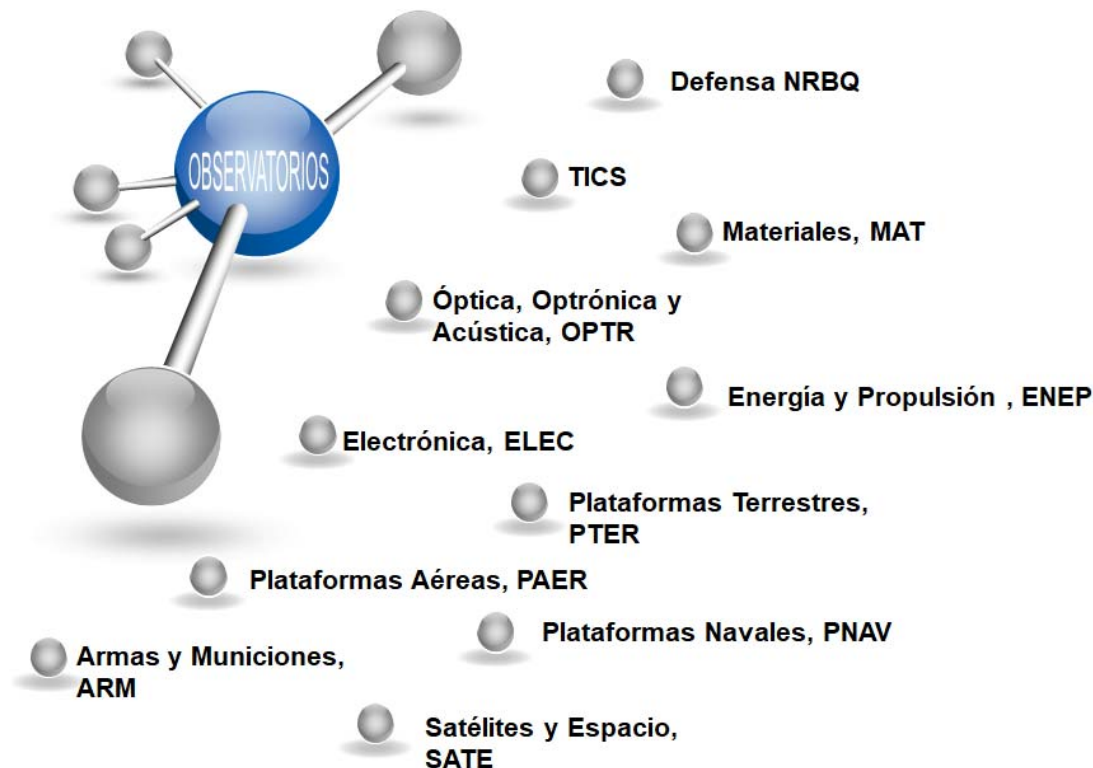 OBSERVATORIOS
Defensa NRBQ
TICS
Materiales, MAT
Óptica, Optrónica y
Acústica, OPTR
Energía y Propulsión , ENEP
Electrónica, ELEC
Plataformas Terrestres,
PTER
Plataformas Aéreas, PAER
Plataformas Navales, PNAV
Armas y Municiones,
ARM
Satélites y Espacio,
SATE